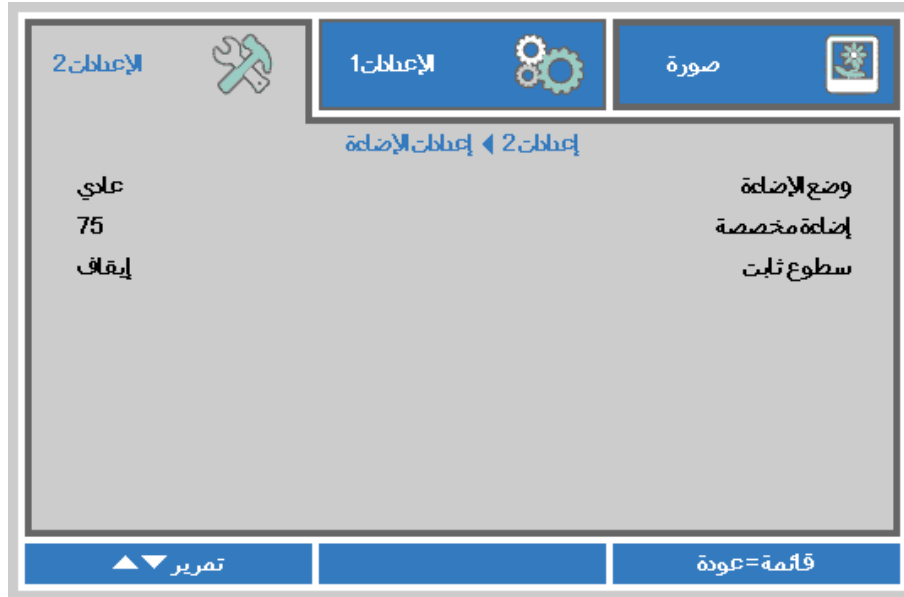 صورة
الإعدادات1
الإعدادات2
إعدادات 2 ◀ إعدادات الإضاءة
وضع الإضاءة عادي
إضاءة مخصصة 75
سطوع ثابت إيقاف
قائمة=عودة
تمرير ▼▲